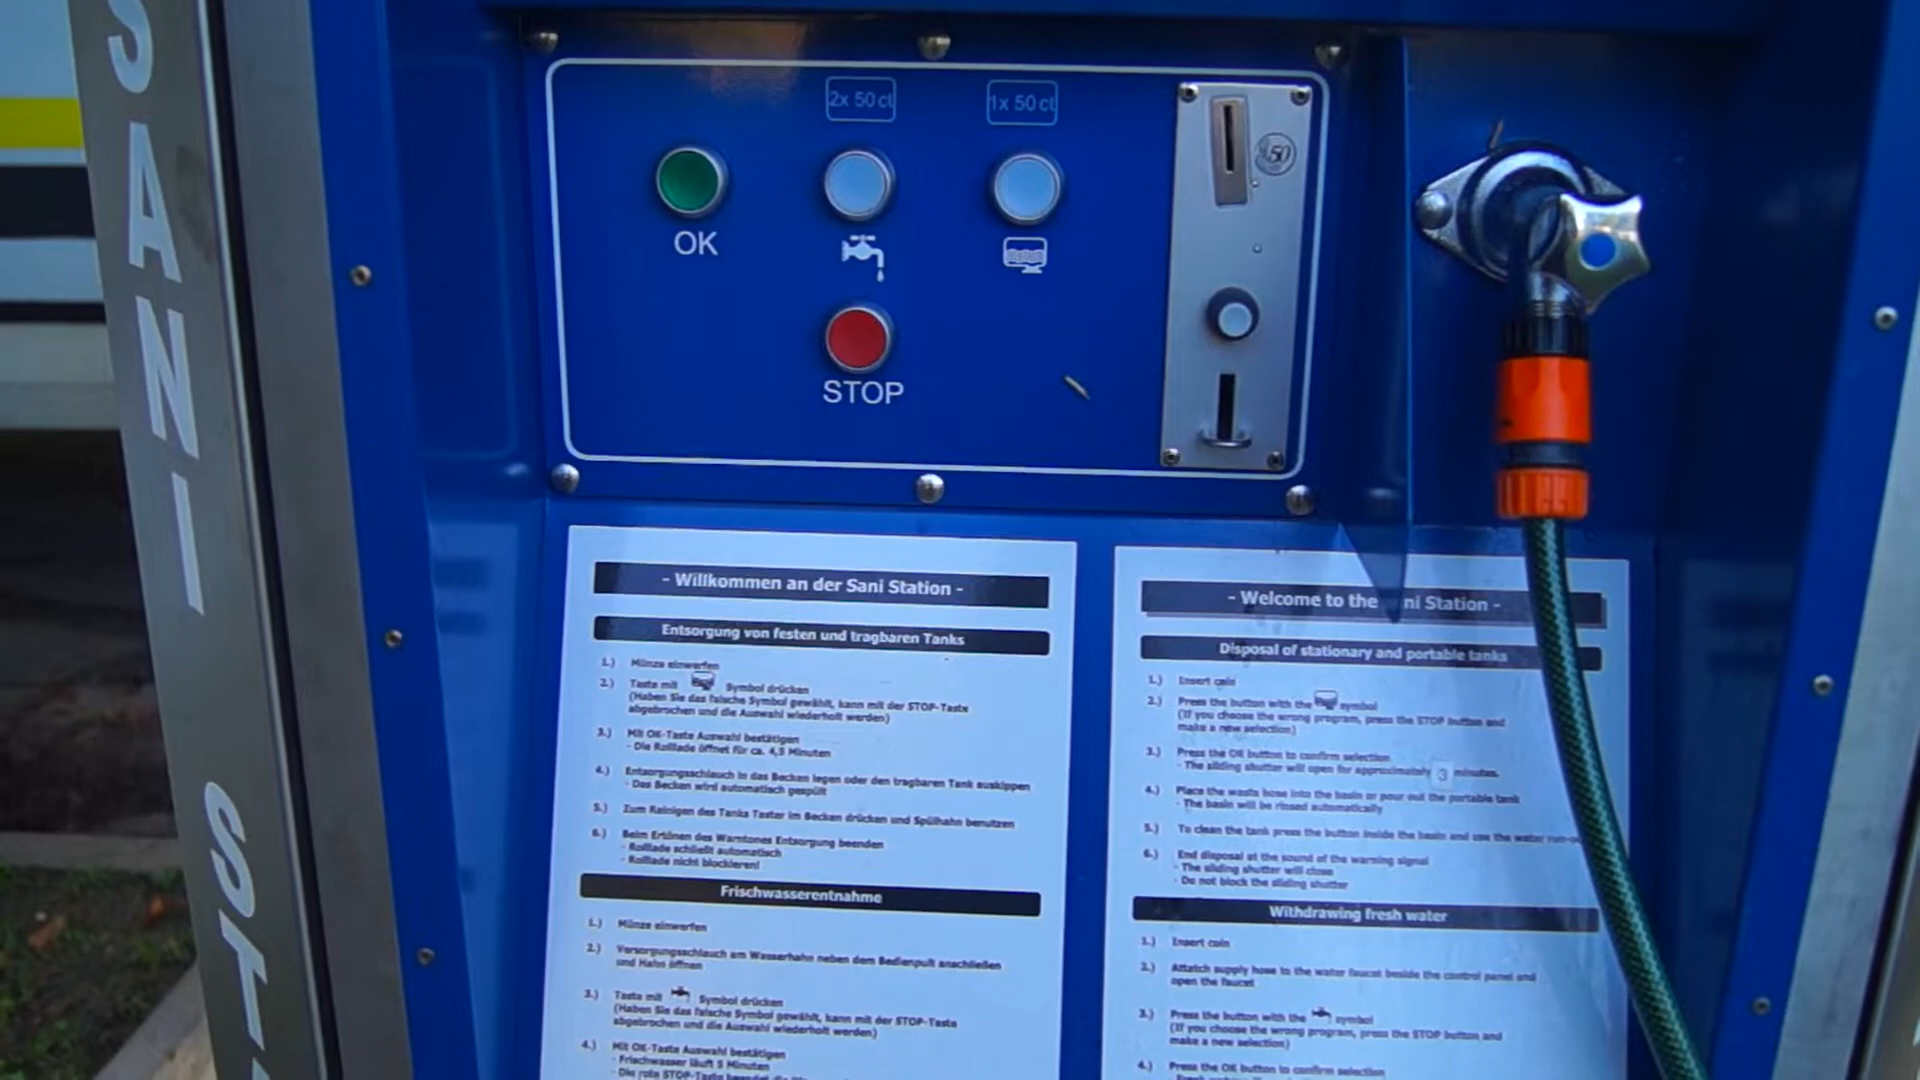 SANI ST
2x 50 ct
1x 50 ct
50
OK
STOP
- Willkommen an der Sani Station -
Entsorgung von festen und tragbaren Tanks
1.) Münze einwerfen
2.) Taste mit Symbol drücken
(Haben Sie das falsche Symbol gewählt, kann mit der STOP-Taste
abgebrochen und die Auswahl wiederholt werden)
3.) Mit OK-Taste Auswahl bestätigen
- Die Rolllade öffnet für ca. 4,5 Minuten
4.) Entsorgungsschlauch in das Becken legen oder den tragbaren Tank auskippen
- Das Becken wird automatisch gespült
5.) Zum Reinigen des Tanks Taster im Becken drücken und Spülhahn benutzen
6.) Beim Ertönen des Warntones Entsorgung beenden
- Rolllade schließt automatisch
- Rolllade nicht blockieren!
Frischwasserentnahme
1.) Münze einwerfen
2.) Versorgungsschlauch am Wasserhahn neben dem Bedienpult anschließen
und Hahn öffnen
3.) Taste mit Symbol drücken
(Haben Sie das falsche Symbol gewählt, kann mit der STOP-Taste
abgebrochen und die Auswahl wiederholt werden)
4.) Mit OK-Taste Auswahl bestätigen
- Frischwasser läuft 5 Minuten
- Die rote STOP-Taste beendet
- Welcome to the ni Station -
Disposal of stationary and portable tanks
1.) Insert coin
2.) Press the button with the symbol
(If you choose the wrong program, press the STOP button and
make a new selection)
3.) Press the OK button to confirm selection
- The sliding shutter will open for approximately 3 minutes.
4.) Place the waste hose into the basin or pour out the portable tank
- The basin will be rinsed automatically
5.) To clean the tank press the button inside the basin and use the water
6.) End disposal at the sound of the warning signal
- The sliding shutter will close
- Do not block the sliding shutter
Withdrawing fresh water
1.) Insert coin
2.) Attatch supply hose to the water faucet beside the control panel and
open the faucet
3.) Press the button with the symbol
(If you choose the wrong program, press the STOP button and
make a new selection)
4.) Press the OK button to confirm selection